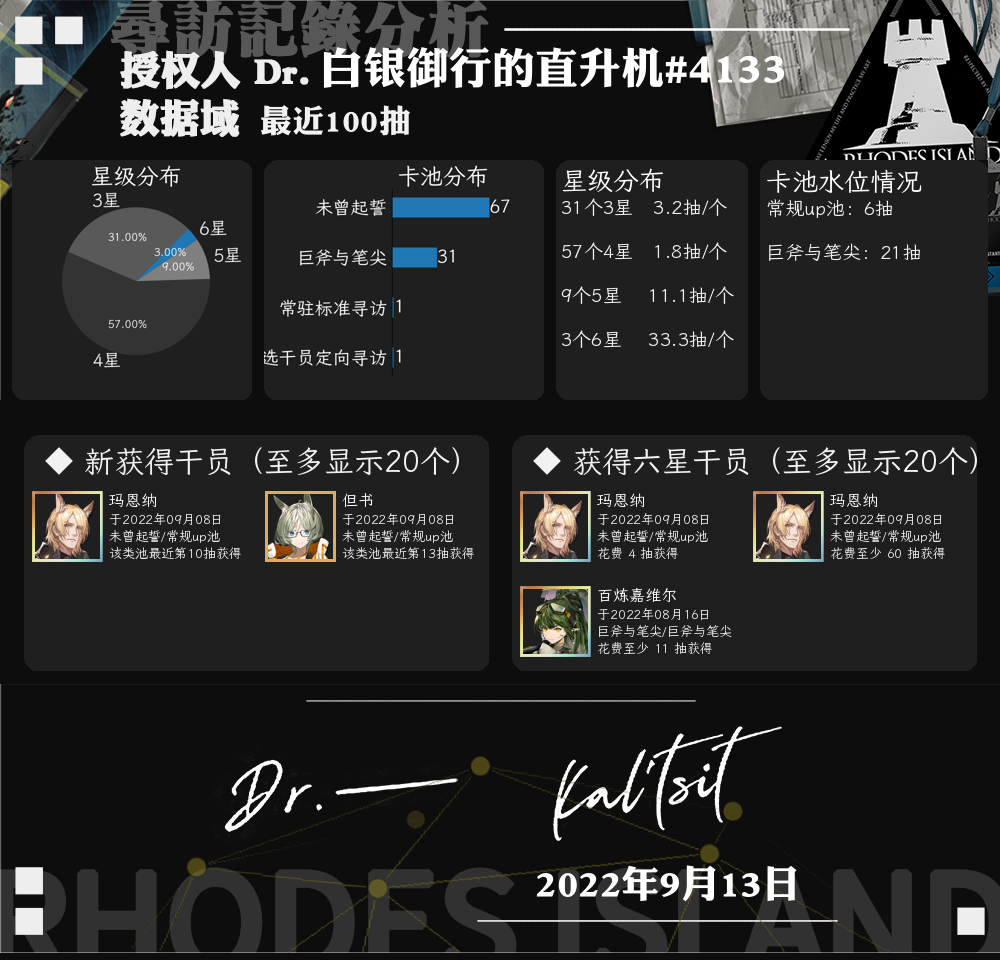 尋訪記錄分析
授权人 Dr. 白银御行的直升机#4133
数据域 最近100抽
RHODES ISLAND
星级分布
3星
6星
31.00%
3.00%
5星
9.00%
57.00%
4星
卡池分布
未曾起誓 67
巨斧与笔尖 31
常驻标准寻访 1
选干员定向寻访 1
星级分布
31个3星 3.2抽/个
57个4星 1.8抽/个
9个5星 11.1抽/个
3个6星 33.3抽/个
卡池水位情况
常规up池: 6抽
巨斧与笔尖: 21抽
◆ 新获得干员（至多显示20个）
玛恩纳
于2022年09月08日
未曾起誓/常规up池
该类池最近第10抽获得
但书
于2022年09月08日
未曾起誓/常规up池
该类池最近第13抽获得
◆ 获得六星干员（至多显示20个）
玛恩纳
于2022年09月08日
未曾起誓/常规up池
花费 4 抽获得
玛恩纳
于2022年09月08日
未曾起誓/常规up池
花费至少 60 抽获得
百炼嘉维尔
于2022年08月16日
巨斧与笔尖/巨斧与笔尖
花费至少 11 抽获得
Dr.— Kal'tsit
2022年9月13日
RHODES ISLAND